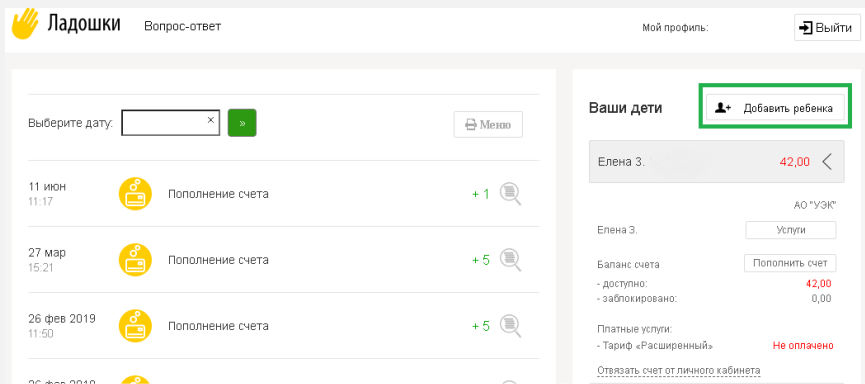 Ладошки
Вопрос-ответ
Мой профиль:
Выйти
Выберите дату:
×
»
Меню
11 июн
11:17
Пополнение счета
+ 1
27 мар
15:21
Пополнение счета
+ 5
26 фев 2019
11:50
Пополнение счета
+ 5
Ваши дети
Добавить ребенка
Елена З.
42,00
АО "УЭК"
Елена З.
Услуги
Баланс счета
Пополнить счет
- доступно:
42,00
- заблокировано:
0,00
Платные услуги:
- Тариф «Расширенный»
Не оплачено
Отвязать счет от личного кабинета